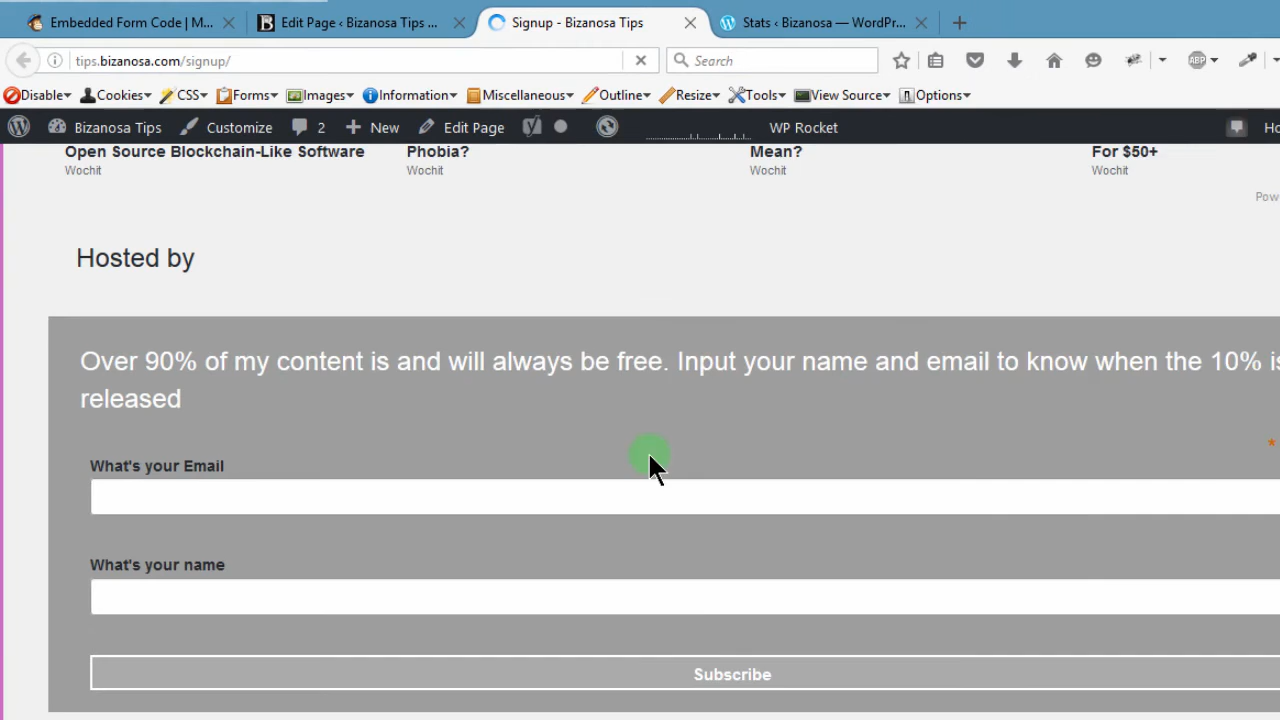 Embedded Form Code | M...
Edit Page ‹ Bizanosa Tips ...
Signup - Bizanosa Tips
Stats ‹ Bizanosa — WordPr...
tips.bizanosa.com/signup/
Search
ABP
Disable
Cookies
CSS
Forms
Images
Information
Miscellaneous
Outline
Resize
Tools
View Source
Options
Bizanosa Tips
Customize
2
New
Edit Page
WP Rocket
Ho
Open Source Blockchain-Like Software
Phobia?
Mean?
For $50+
Wochit
Wochit
Wochit
Wochit
Powe
Hosted by
Over 90% of my content is and will always be free. Input your name and email to know when the 10% is
released
*
What's your Email
What's your name
Subscribe